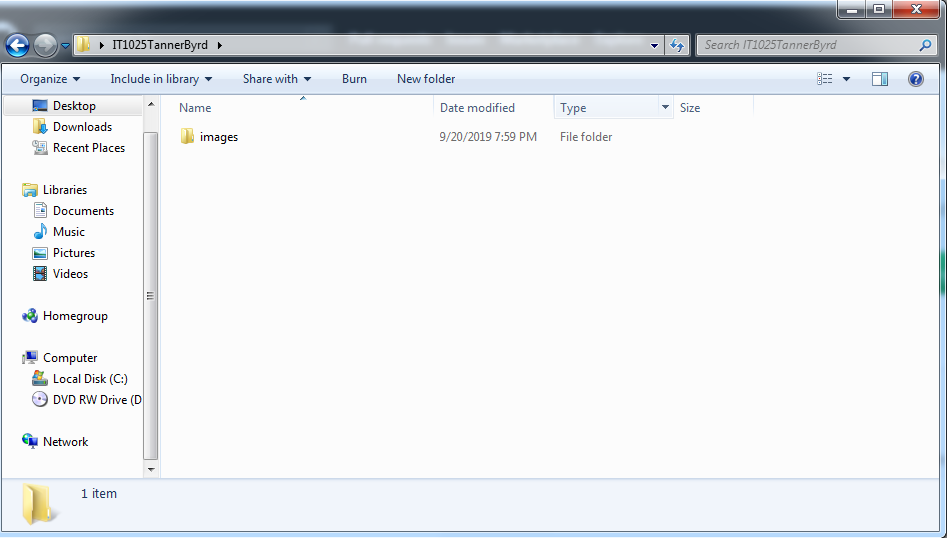 IT1025TannerByrd
Search IT1025TannerByrd
Organize Include in library Share with Burn New folder
Desktop
Downloads
Recent Places
Libraries
Documents
Music
Pictures
Videos
Homegroup
Computer
Local Disk (C:)
DVD RW Drive (D
Network
Name Date modified Type Size
images 9/20/2019 7:59 PM File folder
1 item